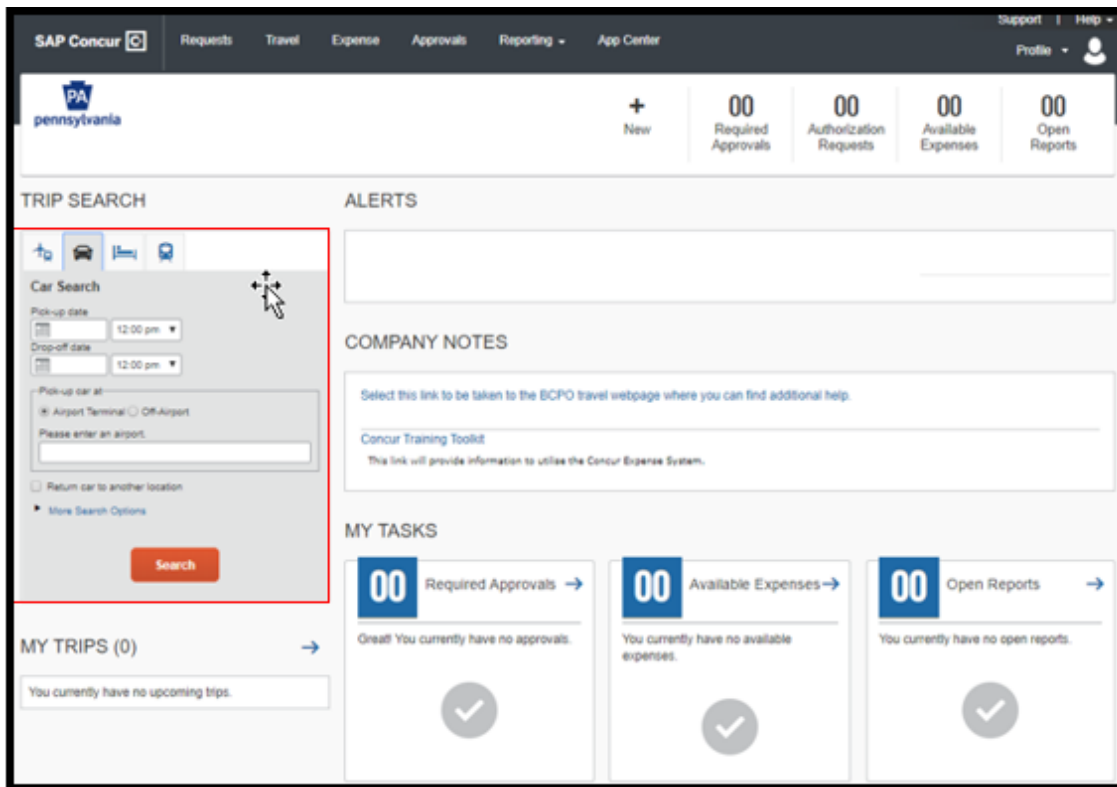 Support | Help
SAP Concur C Requests Travel Expense Approvals Reporting App Center
Profile
PA
pennsylvania
+
New
00
Required
Approvals
00
Authorization
Requests
00
Available
Expenses
00
Open
Reports
TRIP SEARCH
Car Search
Pick-up date
12:00 pm
Drop-off date
12:00 pm
Pick-up car at
Airport Terminal Off-Airport
Please enter an airport.
Return car to another location
More Search Options
Search
MY TRIPS (0)
You currently have no upcoming trips.
ALERTS
COMPANY NOTES
Select this link to be taken to the BCPO travel webpage where you can find additional help.
Concur Training Toolkit
This link will provide information to utilise the Concur Expense System.
MY TASKS
00 Required Approvals
Great! You currently have no approvals.
00 Available Expenses
You currently have no available
expenses.
00 Open Reports
You currently have no open reports.